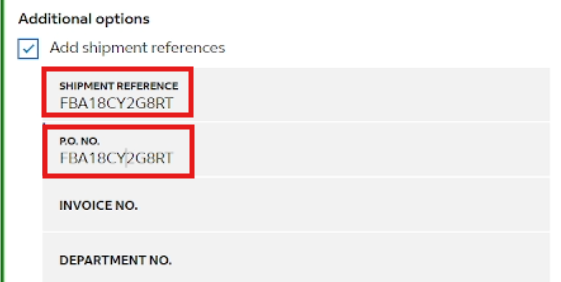 Additional options
Add shipment references
SHIPMENT REFERENCE
FBA18CY2G8RT
P.O. NO.
FBA18CY2G8RT
INVOICE NO.
DEPARTMENT NO.